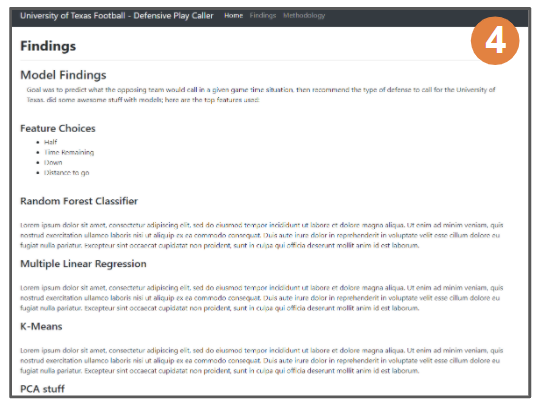 University of Texas Football - Defensive Play Caller Home Findings Methodology
4
Findings
Model Findings
Goal was to predict what the opposing team would call in a given game time situation, then recommend the type of defense to call for the University of
Texas. did some awesome stuff with models; here are the top features used:
Feature Choices
• Half
• Time Remaining
• Down
• Distance to go
Random Forest Classifier
Lorem ipsum dolor sit amet, consectetur adipiscing elit, sed do eiusmod tempor incididunt ut labore et dolore magna aliqua. Ut enim ad minim veniam, quis
nostrud exercitation ullamco laboris nisi ut aliquip ex ea commodo consequat. Duis aute irure dolor in reprehenderit in voluptate velit esse cillum dolore eu
fugiat nulla pariatur. Excepteur sint occaecat cupidatat non proident, sunt in culpa qui officia deserunt mollit anim id est laborum.
Multiple Linear Regression
Lorem ipsum dolor sit amet, consectetur adipiscing elit, sed do eiusmod tempor incididunt ut labore et dolore magna aliqua. Ut enim ad minim veniam, quis
nostrud exercitation ullamco laboris nisi ut aliquip ex ea commodo consequat. Duis aute irure dolor in reprehenderit in voluptate velit esse cillum dolore eu
fugiat nulla pariatur. Excepteur sint occaecat cupidatat non proident, sunt in culpa qui officia deserunt mollit anim id est laborum.
K-Means
Lorem ipsum dolor sit amet, consectetur adipiscing elit, sed do eiusmod tempor incididunt ut labore et dolore magna aliqua. Ut enim ad minim veniam, quis
nostrud exercitation ullamco laboris nisi ut aliquip ex ea commodo consequat. Duis aute irure dolor in reprehenderit in voluptate velit esse cillum dolore eu
fugiat nulla pariatur. Excepteur sint occaecat cupidatat non proident, sunt in culpa qui officia deserunt mollit anim id est laborum.
PCA stuff